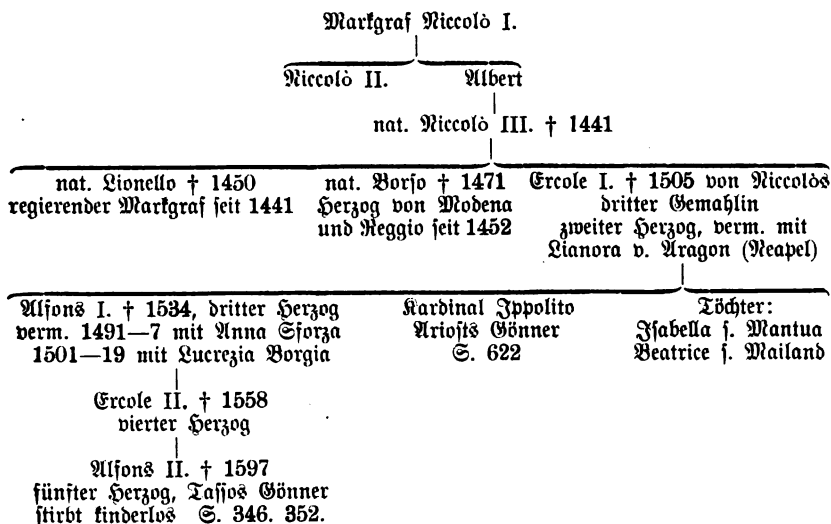 Markgraf Niccolò I.
Niccolò II. Albert
nat. Niccolò III. † 1441
nat. Lionello † 1450
regierender Markgraf seit 1441
nat. Borso † 1471
Herzog von Modena
und Reggio seit 1452
Ercole I. † 1505 von Niccolòs
dritter Gemahlin
zweiter Herzog, verm. mit
Lianora v. Aragon (Neapel)
Alfons I. † 1534, dritter Herzog
verm. 1491—7 mit Anna Sforza
1501—19 mit Lucrezia Borgia
Kardinal Ippolito
Ariosts Gönner
S. 622
Töchter:
Isabella s. Mantua
Beatrice s. Mailand
Ercole II. † 1558
vierter Herzog
Alfons II. † 1597
fünfter Herzog, Tassos Gönner
stirbt kinderlos S. 346. 352.